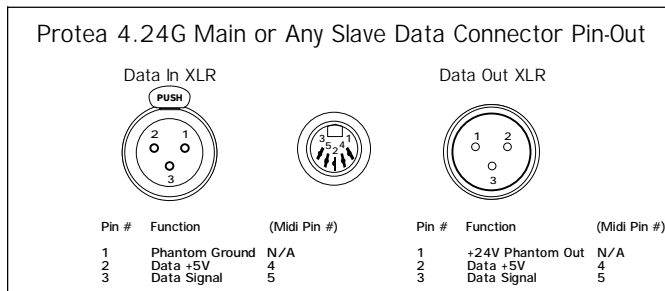 Protea 4.24G Main or Any Slave Data Connector Pin-Out
Data In XLR
Data Out XLR
PUSH
2 1
3
3 1
5 2 4
1 2
3
Pin # Function (Midi Pin #)
1 Phantom Ground N/A
2 Data +5V 4
3 Data Signal 5
Pin # Function (Midi Pin #)
1 +24V Phantom Out N/A
2 Data +5V 4
3 Data Signal 5